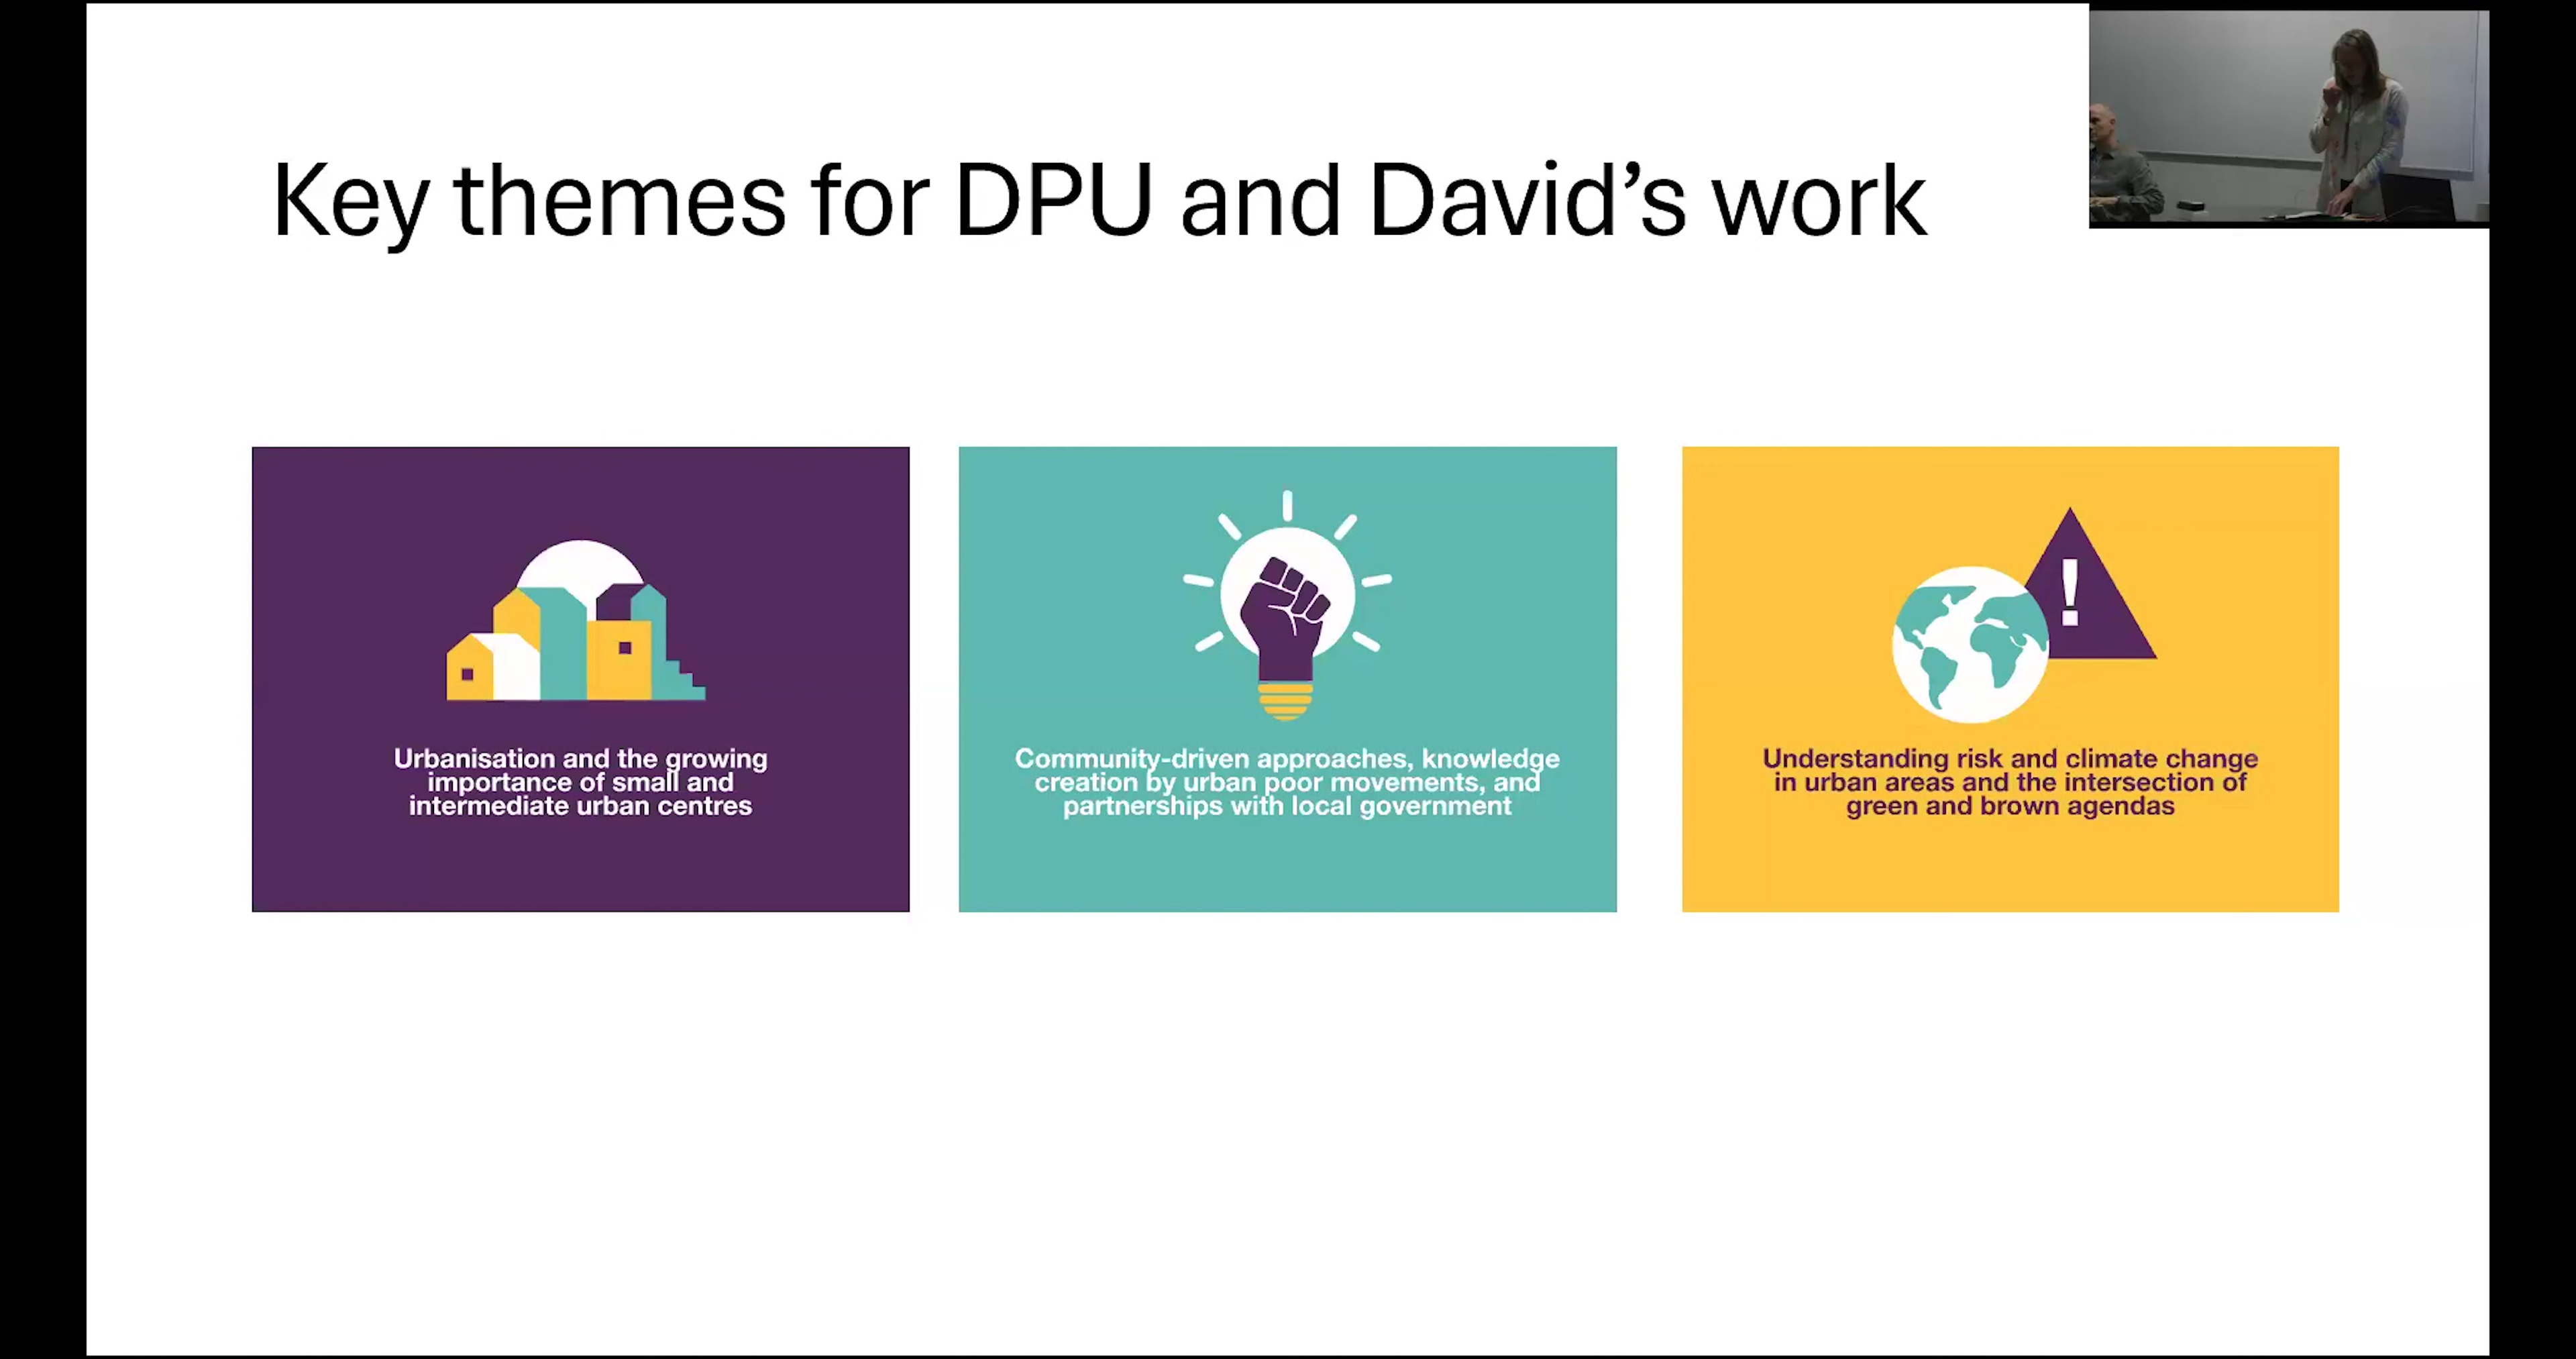 Key themes for DPU and David’s work
Urbanisation and the growing
importance of small and
intermediate urban centres
Community-driven approaches, knowledge
creation by urban poor movements, and
partnerships with local government
!
Understanding risk and climate change
in urban areas and the intersection of
green and brown agendas